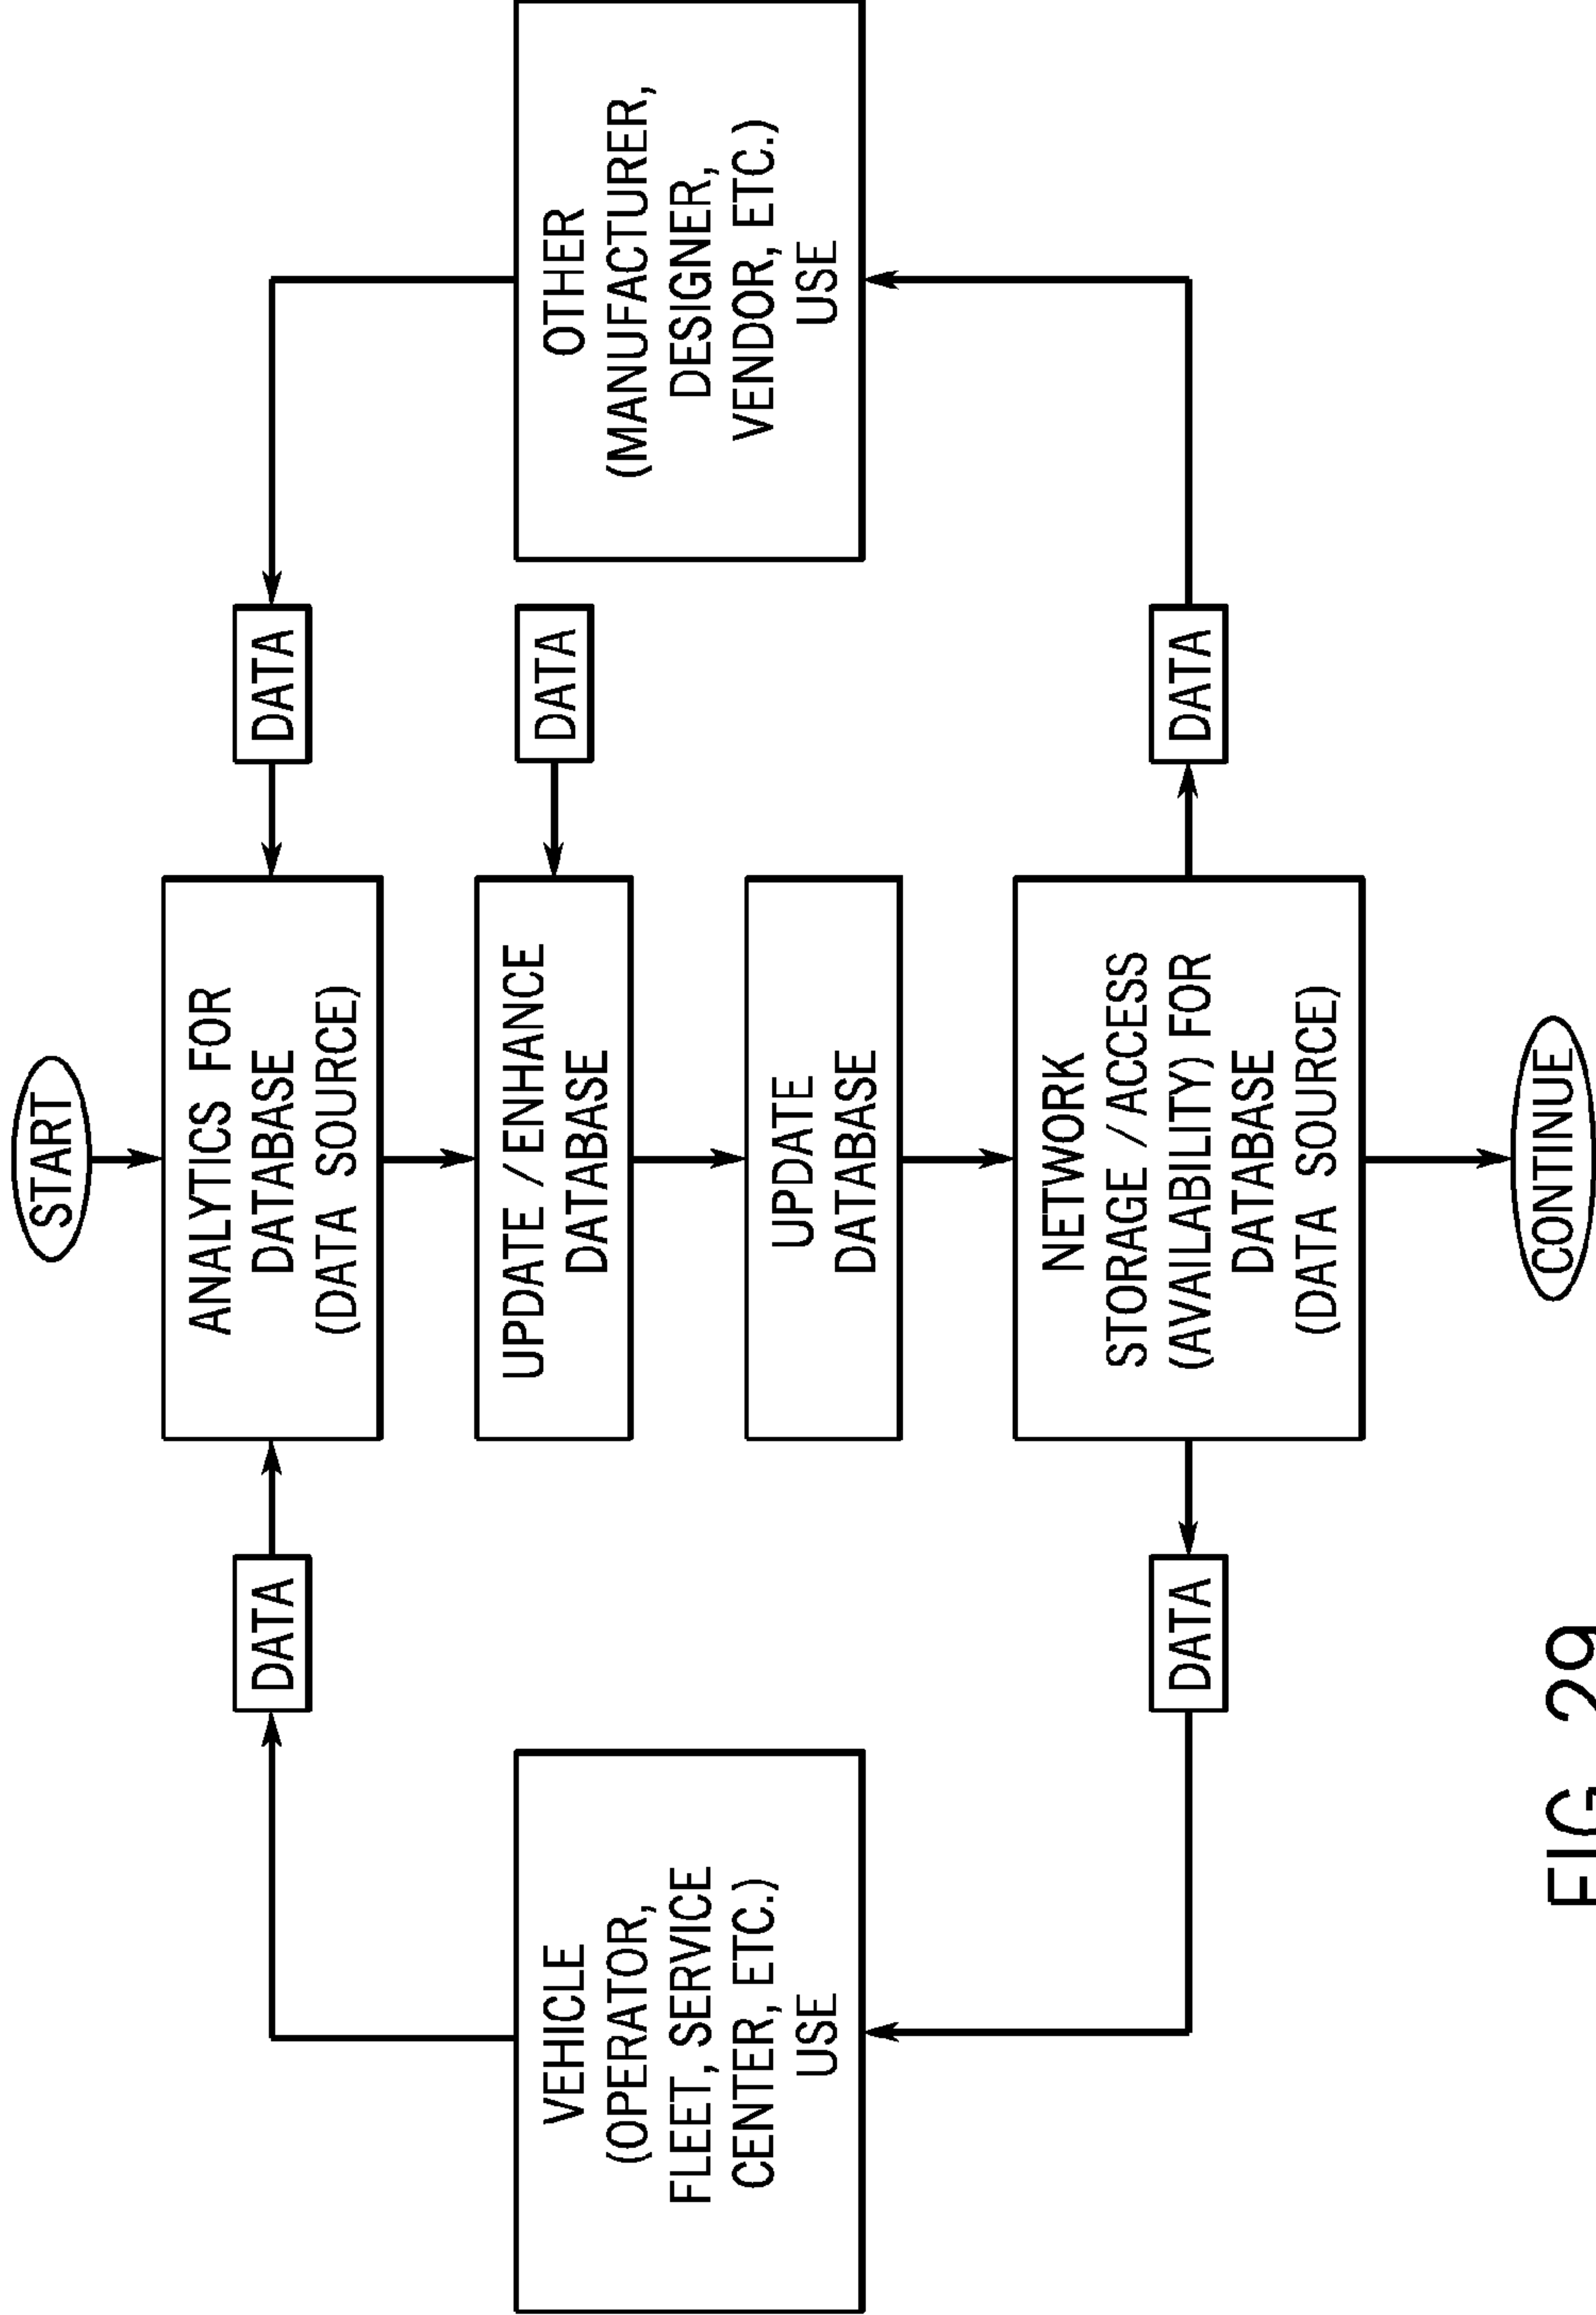 START
DATA
ANALYTICS FOR
DATABASE
(DATA SOURCE)
DATA
VEHICLE
(OPERATOR,
FLEET, SERVICE
CENTER, ETC.)
USE
UPDATE / ENHANCE
DATABASE
DATA
OTHER
(MANUFACTURER,
DESIGNER,
VENDOR, ETC.)
USE
UPDATE
DATABASE
DATA
NETWORK
STORAGE / ACCESS
(AVAILABILITY) FOR
DATABASE
(DATA SOURCE)
DATA
CONTINUE
FIG. 29